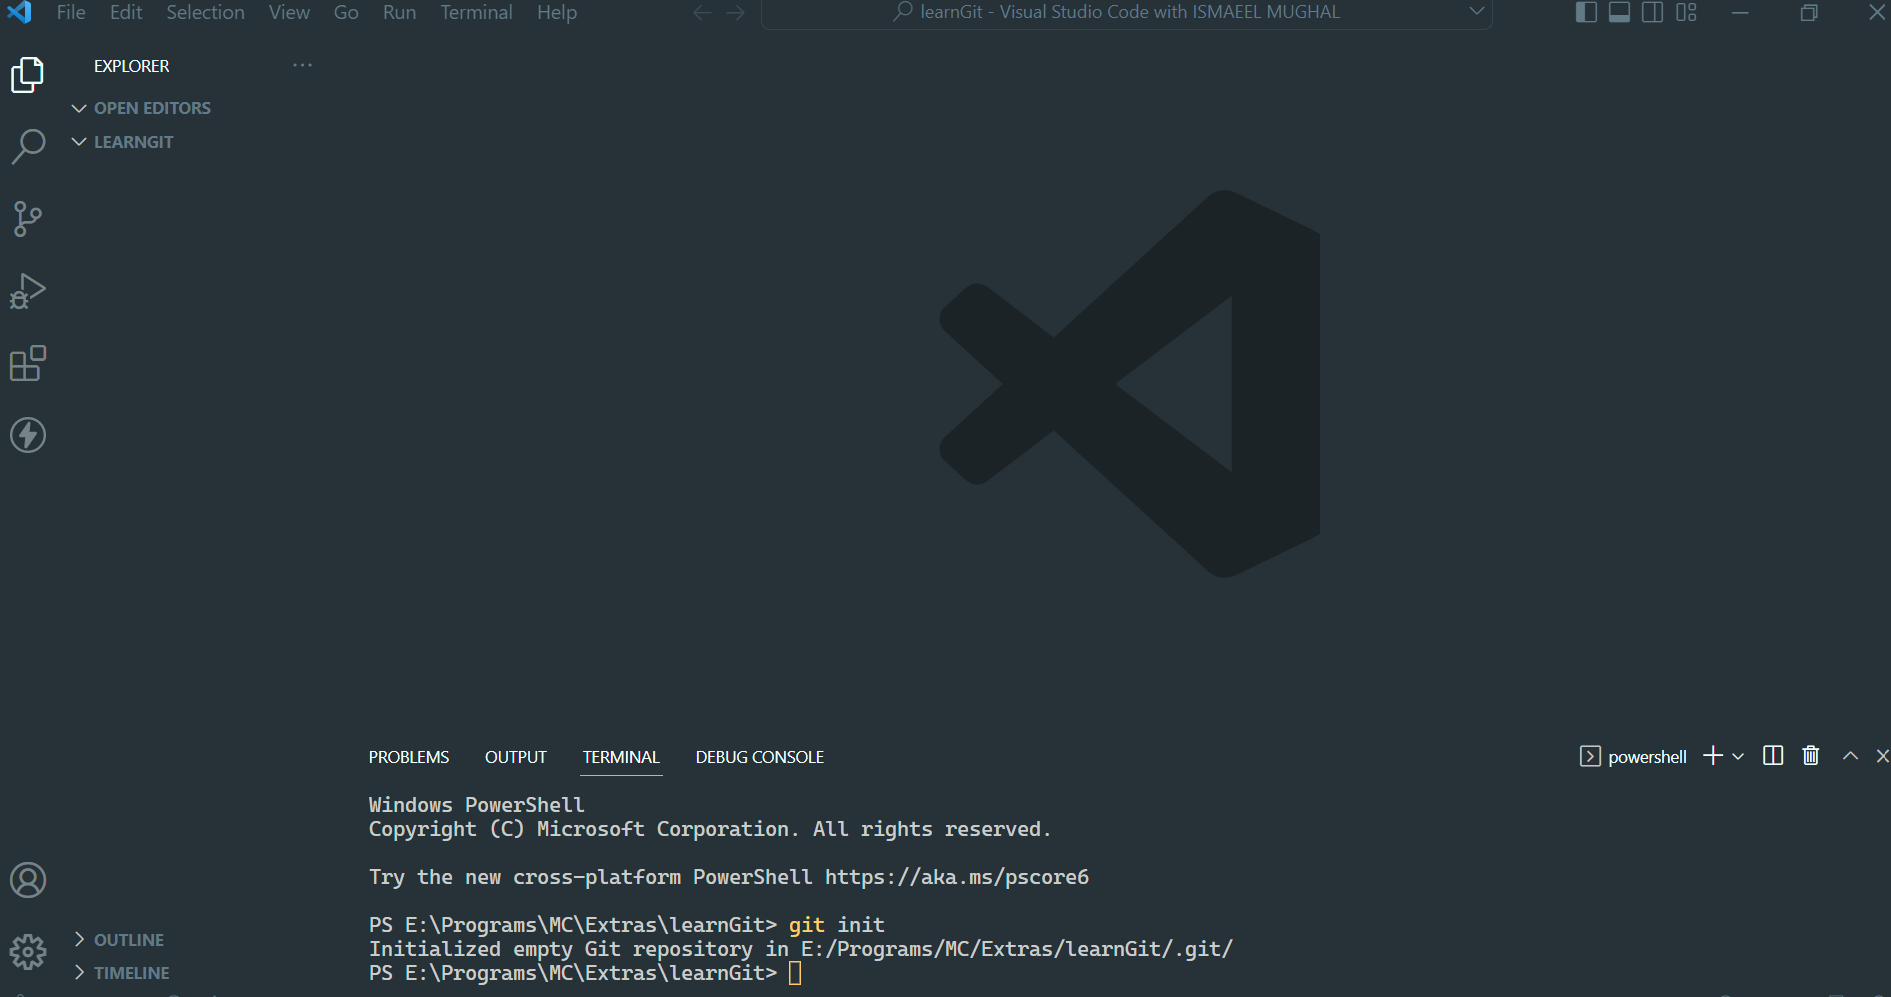 File Edit Selection View Go Run Terminal Help
learnGit - Visual Studio Code with ISMAEEL MUGHAL
EXPLORER
OPEN EDITORS
LEARNGIT
OUTLINE
TIMELINE
PROBLEMS OUTPUT TERMINAL DEBUG CONSOLE
powershell
Windows PowerShell
Copyright (C) Microsoft Corporation. All rights reserved.
Try the new cross-platform PowerShell https://aka.ms/pscore6
PS E:\Programs\MC\Extras\learnGit> git init
Initialized empty Git repository in E:/Programs/MC/Extras/learnGit/.git/
PS E:\Programs\MC\Extras\learnGit>